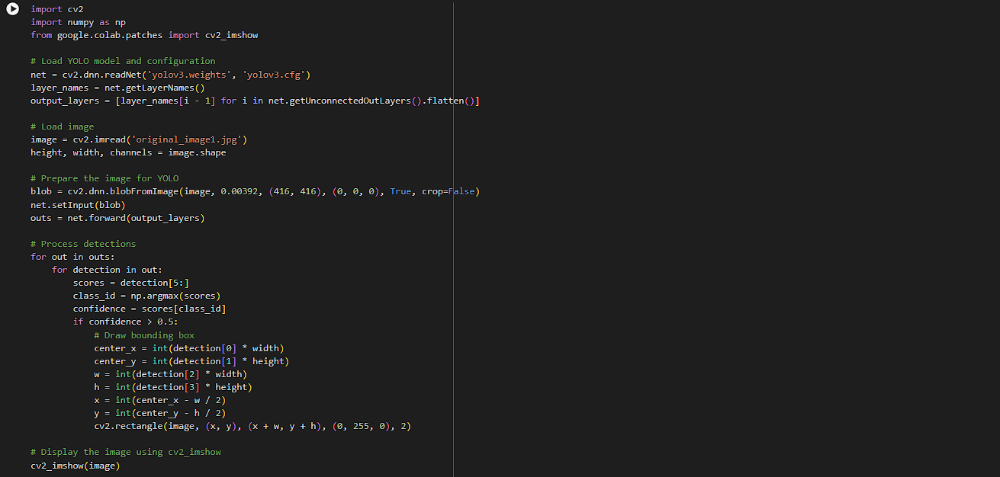 import cv2
import numpy as np
from google.colab.patches import cv2_imshow

# Load YOLO model and configuration
net = cv2.dnn.readNet('yolov3.weights', 'yolov3.cfg')
layer_names = net.getLayerNames()
output_layers = [layer_names[i - 1] for i in net.getUnconnectedOutLayers().flatten()]

# Load image
image = cv2.imread('original_image1.jpg')
height, width, channels = image.shape

# Prepare the image for YOLO
blob = cv2.dnn.blobFromImage(image, 0.00392, (416, 416), (0, 0, 0), True, crop=False)
net.setInput(blob)
outs = net.forward(output_layers)

# Process detections
for out in outs:
    for detection in out:
        scores = detection[5:]
        class_id = np.argmax(scores)
        confidence = scores[class_id]
        if confidence > 0.5:
            # Draw bounding box
            center_x = int(detection[0] * width)
            center_y = int(detection[1] * height)
            w = int(detection[2] * width)
            h = int(detection[3] * height)
            x = int(center_x - w / 2)
            y = int(center_y - h / 2)
            cv2.rectangle(image, (x, y), (x + w, y + h), (0, 255, 0), 2)

# Display the image using cv2_imshow
cv2_imshow(image)